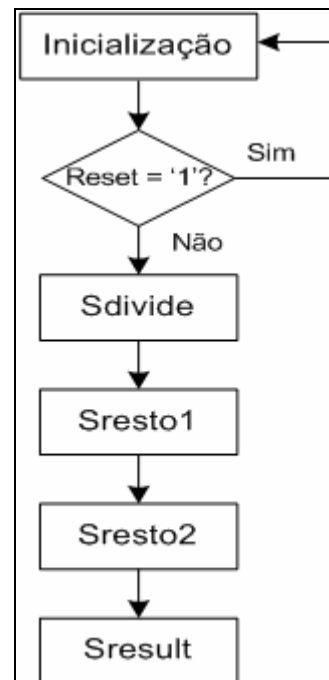 Inicialização
Sim
Reset = '1'?
Não
Sdivide
Sresto1
Sresto2
Sresult